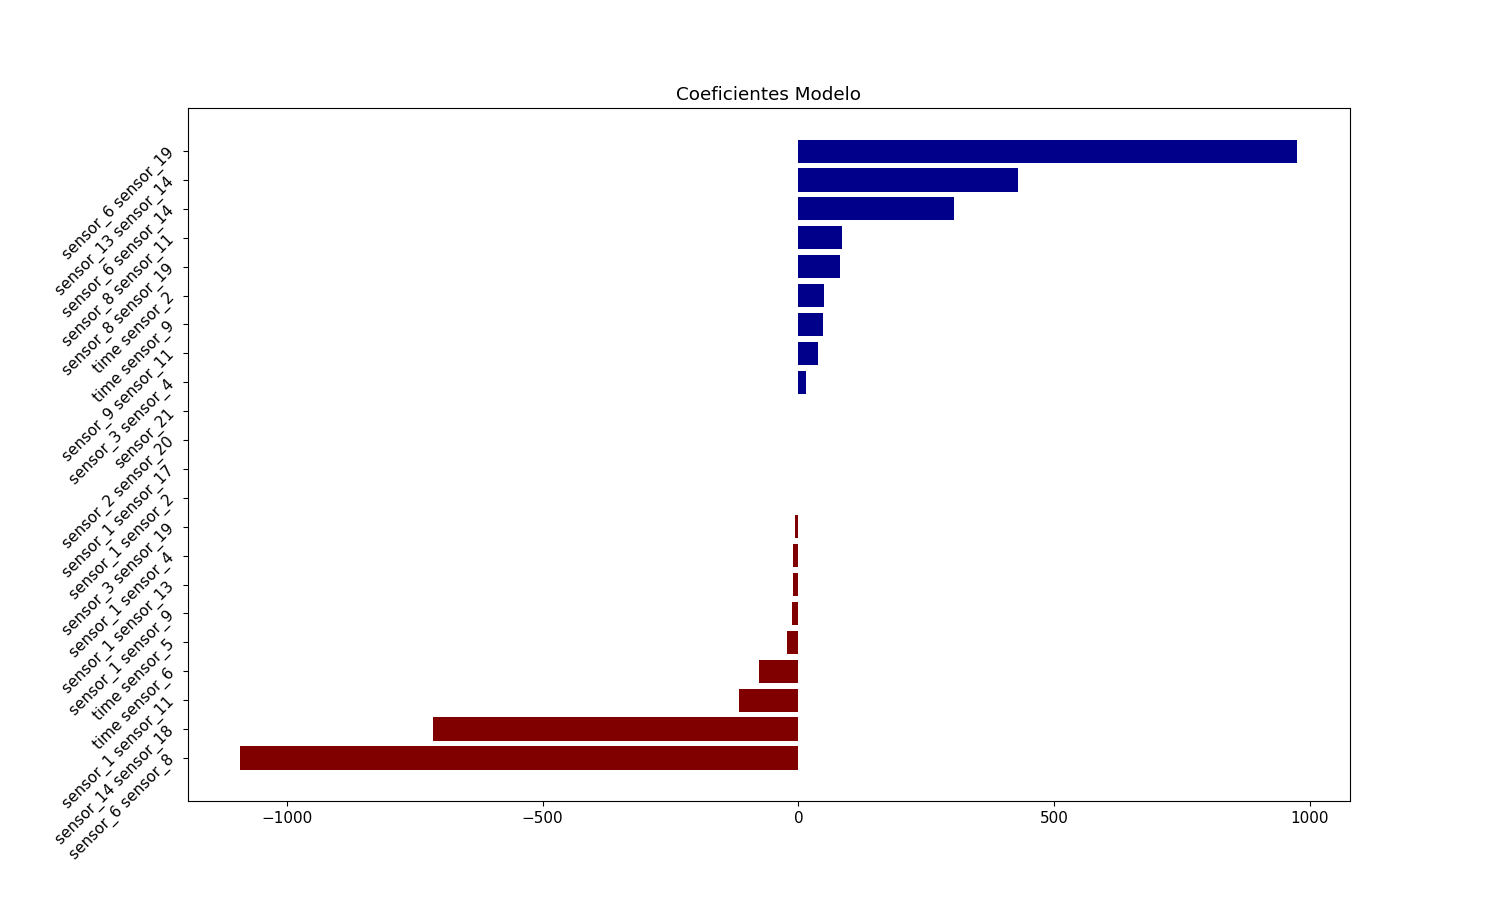 Coeficientes Modelo
sensor_6 sensor_19
sensor_13 sensor_14
sensor_6 sensor_14
sensor_8 sensor_11
sensor_8 sensor_19
time sensor_2
time sensor_9
sensor_9 sensor_11
sensor_3 sensor_4
sensor_21
sensor_2 sensor_20
sensor_1 sensor_17
sensor_1 sensor_2
sensor_3 sensor_19
sensor_1 sensor_4
sensor_1 sensor_13
sensor_1 sensor_9
time sensor_5
time sensor_6
sensor_1 sensor_11
sensor_14 sensor_18
sensor_6 sensor_8
−1000 −500 0 500 1000